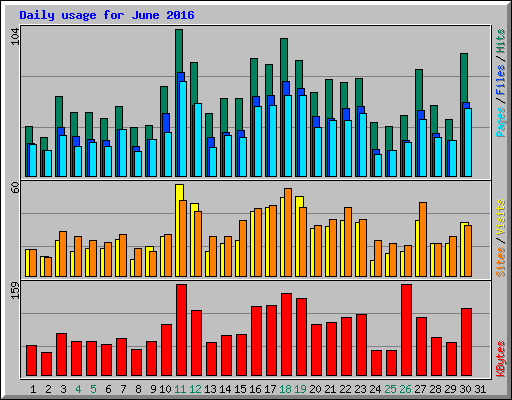 Daily usage for June 2016
104
Pages / Files / Hits
60
Sites / Visits
159
KBytes
1 2 3 4 5 6 7 8 9 10 11 12 13 14 15 16 17 18 19 20 21 22 23 24 25 26 27 28 29 30 31